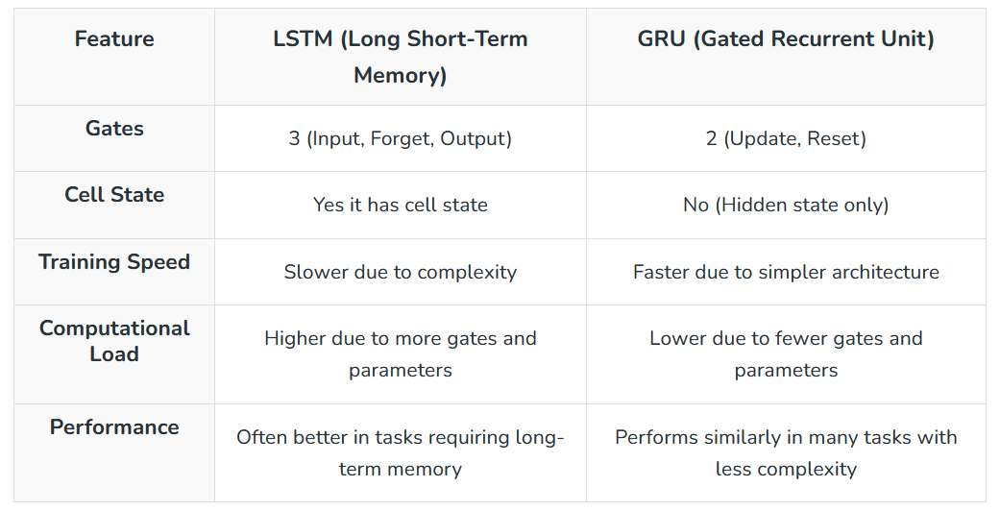 Feature
LSTM (Long Short-Term
Memory)
GRU (Gated Recurrent Unit)
Gates
3 (Input, Forget, Output)
2 (Update, Reset)
Cell State
Yes it has cell state
No (Hidden state only)
Training Speed
Slower due to complexity
Faster due to simpler architecture
Computational
Load
Higher due to more gates and
parameters
Lower due to fewer gates and
parameters
Performance
Often better in tasks requiring long-
term memory
Performs similarly in many tasks with
less complexity